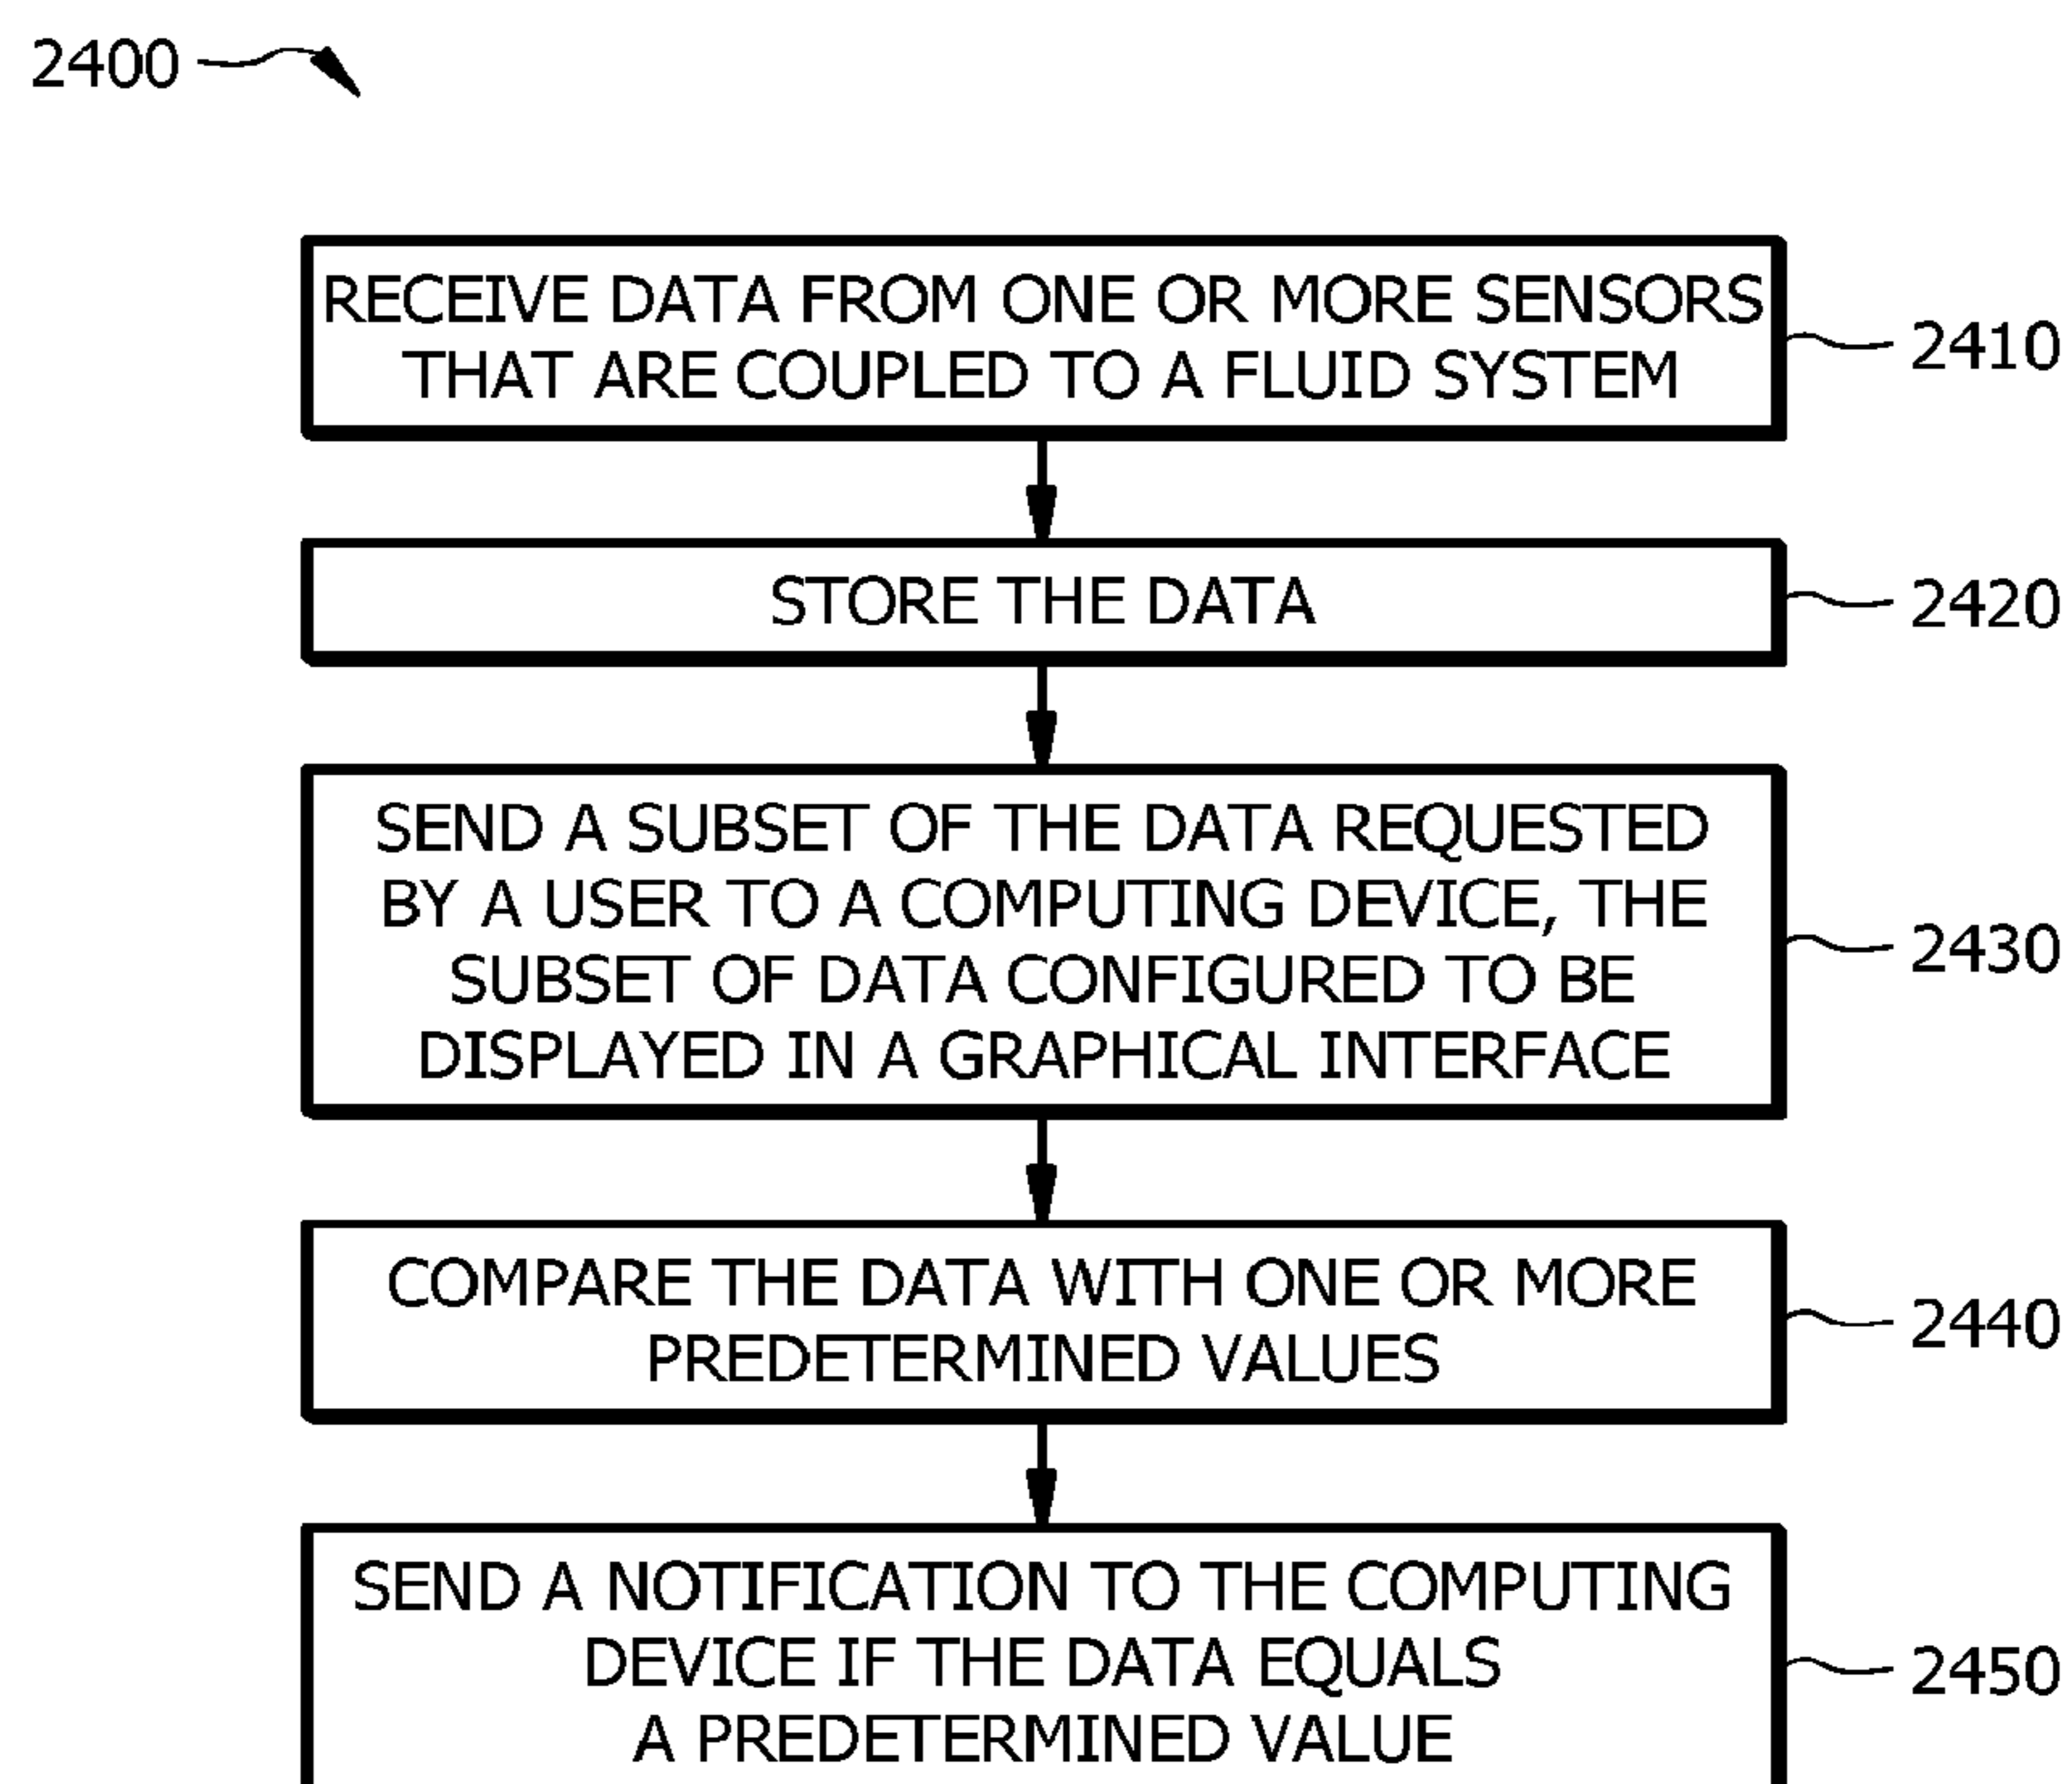 2400
RECEIVE DATA FROM ONE OR MORE SENSORS
THAT ARE COUPLED TO A FLUID SYSTEM
2410
STORE THE DATA
2420
SEND A SUBSET OF THE DATA REQUESTED
BY A USER TO A COMPUTING DEVICE, THE
SUBSET OF DATA CONFIGURED TO BE
DISPLAYED IN A GRAPHICAL INTERFACE
2430
COMPARE THE DATA WITH ONE OR MORE
PREDETERMINED VALUES
2440
SEND A NOTIFICATION TO THE COMPUTING
DEVICE IF THE DATA EQUALS
A PREDETERMINED VALUE
2450